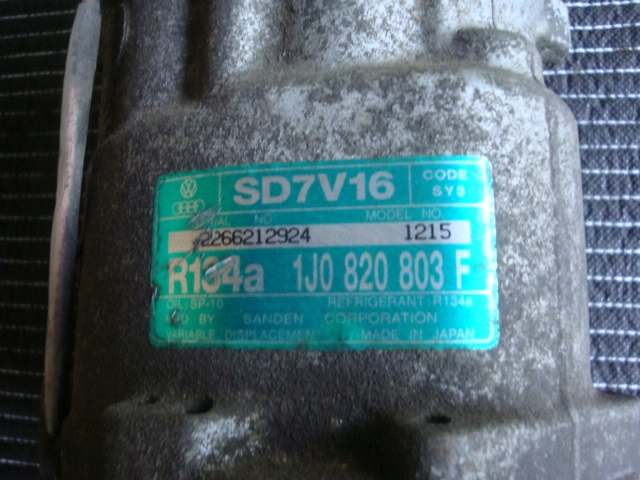 SD7V16 CODE
SY3
NO. MODEL NO.
2266212924 1215
R134a 1J0 820 803 F
OIL SP-10 REFRIGERANT R134a
BY SANDEN CORPORATION
VARIABLE DISPLACEMENT MADE IN JAPAN